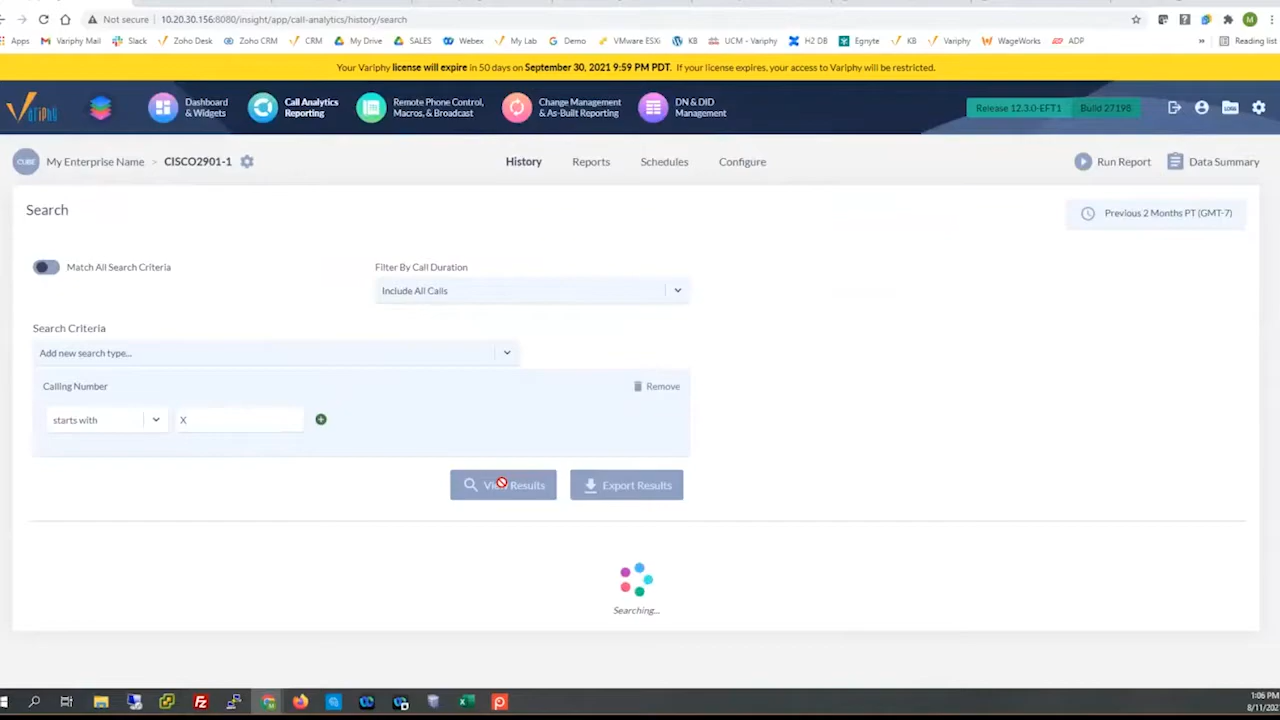 Not secure
10.20.30.156:8080/insight/app/call-analytics/history/search
M
Apps
Variphy Mail
Slack
Zoho Desk
Zoho CRM
CRM
My Drive
SALES
Webex
My Lab
Demo
VMware ESXi
KB
UCM - Variphy
H2 DB
Egnyte
KB
Variphy
WageWorks
ADP
»
Reading list
Your Variphy license will expire in 50 days on September 30, 2021 9:59 PM PDT. If your license expires, your access to Variphy will be restricted.
Variphy
Dashboard
& Widgets
Call Analytics
Reporting
Remote Phone Control,
Macros, & Broadcast
Change Management
& As-Built Reporting
DN & DID
Management
Release 12.3.0-EFT1
Build 27198
LOGS
CUBE
My Enterprise Name > CISCO2901-1
History
Reports
Schedules
Configure
Run Report
Data Summary
Search
Previous 2 Months PT (GMT-7)
Match All Search Criteria
Filter By Call Duration
Include All Calls
Search Criteria
Add new search type...
Calling Number
Remove
starts with
X
Results
Export Results
Searching...
1:06 PM
8/11/202